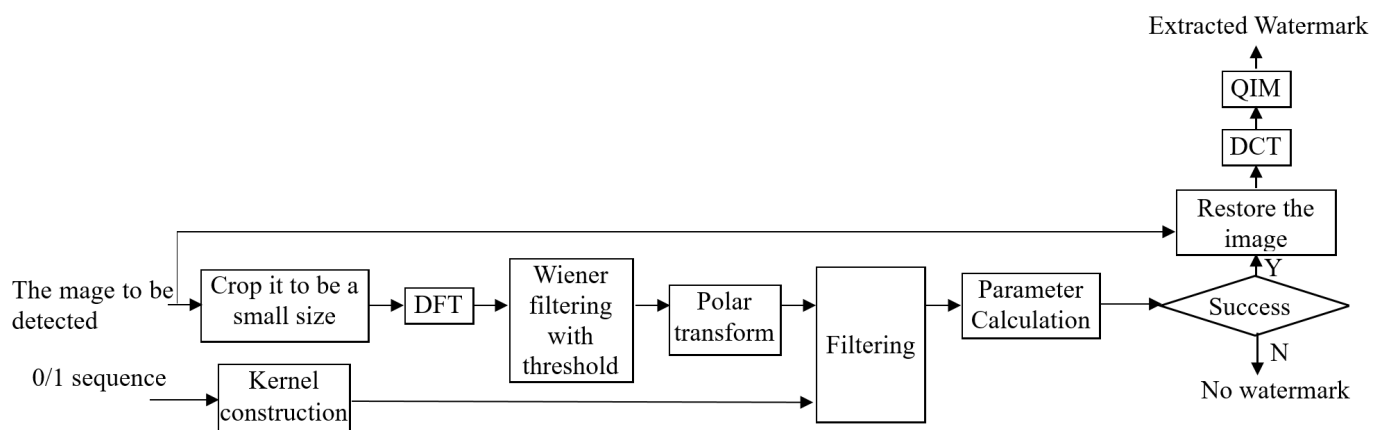 Extracted Watermark
QIM
DCT
Restore the
image
Y
The mage to be
detected
Crop it to be a
small size
DFT
Wiener
filtering
with
threshold
Polar
transform
Filtering
Parameter
Calculation
Success
N
No watermark
0/1 sequence
Kernel
construction